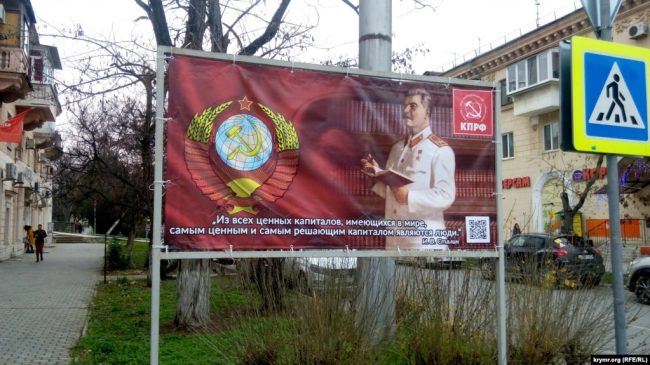 КПРФ
„Из всех ценных капиталов, имеющихся в мире,
самым ценным и самым решающим капиталом являются люди."
И.В. Сталин
krymr.org (RFE/RL)